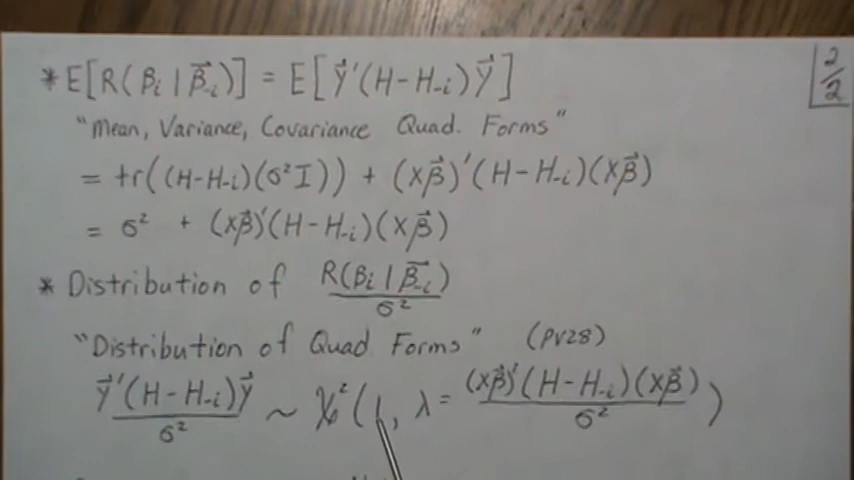 * E[R(βi | β⃗-i)] = E[Y⃗'(H-H-i)Y⃗]
2/2
"Mean, Variance, Covariance Quad. Forms"
= tr((H-H-i)(σ²I)) + (Xβ⃗)'(H-H-i)(Xβ⃗)
= σ² + (Xβ⃗)'(H-H-i)(Xβ⃗)
* Distribution of R(βi | β⃗-i)/σ²
"Distribution of Quad Forms" (PV28)
Y⃗'(H-H-i)Y⃗/σ² ~ χ²(1, λ = (Xβ⃗)'(H-H-i)(Xβ⃗)/σ²)